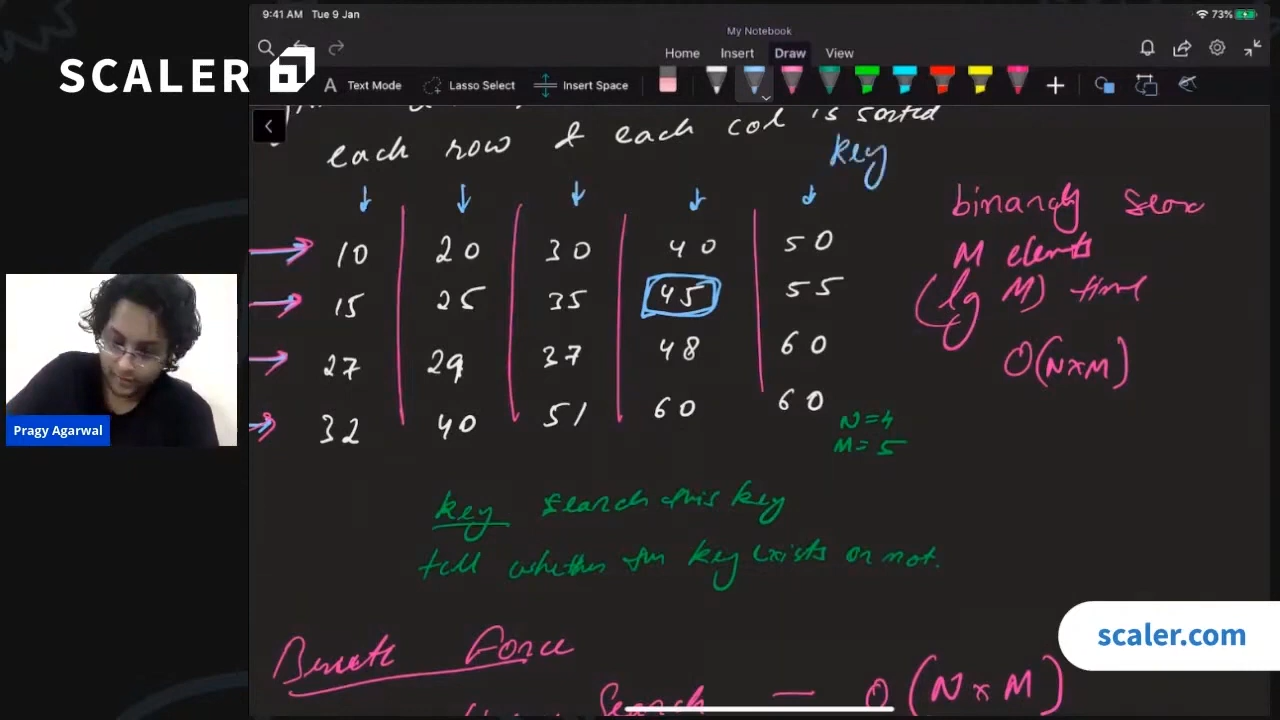 9:41 AM Tue 9 Jan
73%
My Notebook
Home Insert Draw View
SCALER
Text Mode Lasso Select Insert Space
each row & each col is sorted
key
10 20 30 40 50
15 25 35 45 55
27 29 37 48 60
32 40 51 60 60
binary sear
M elements
(lg M) time
O(N×M)
N=4
M=5
key search this key
tell whether key exists or not.
Pragy Agarwal
scaler.com
Brute Force
Search — O(N×M)